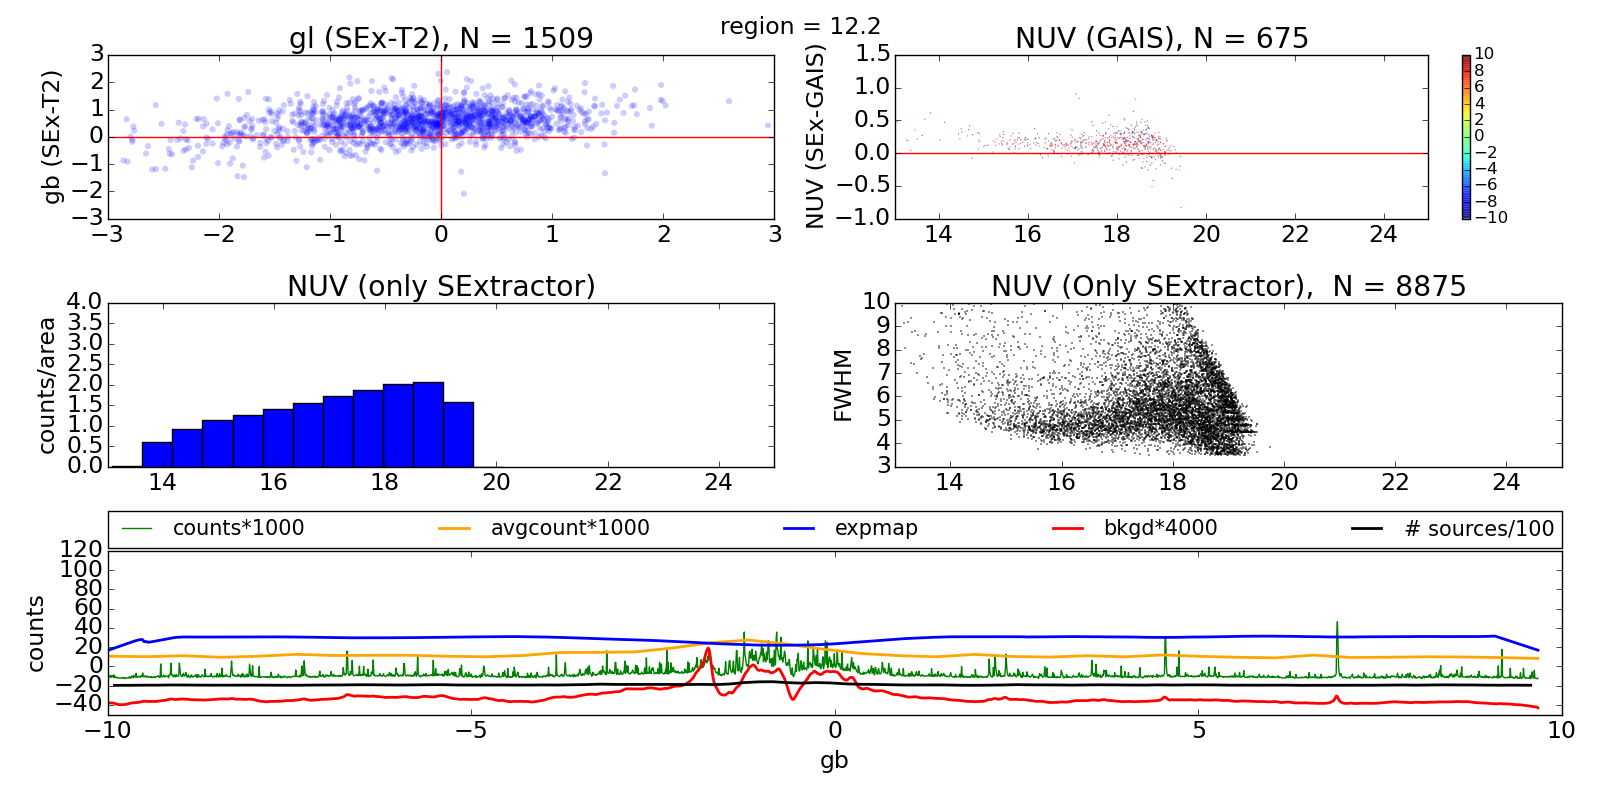 region = 12.2
gl (SEx-T2), N = 1509
gb (SEx-T2)
3
2
1
0
−1
−2
−3
−3 −2 −1 0 1 2 3
NUV (GAIS), N = 675
NUV (SEx-GAIS)
1.5
1.0
0.5
0.0
−0.5
−1.0
14 16 18 20 22 24
10
8
6
4
2
0
−2
−4
−6
−8
−10
NUV (only SExtractor)
counts/area
4.0
3.5
3.0
2.5
2.0
1.5
1.0
0.5
0.0
14 16 18 20 22 24
NUV (Only SExtractor), N = 8875
FWHM
10
9
8
7
6
5
4
3
14 16 18 20 22 24
counts*1000 avgcount*1000 expmap bkgd*4000 # sources/100
counts
120
100
80
60
40
20
0
−20
−40
−10 −5 0 5 10
gb